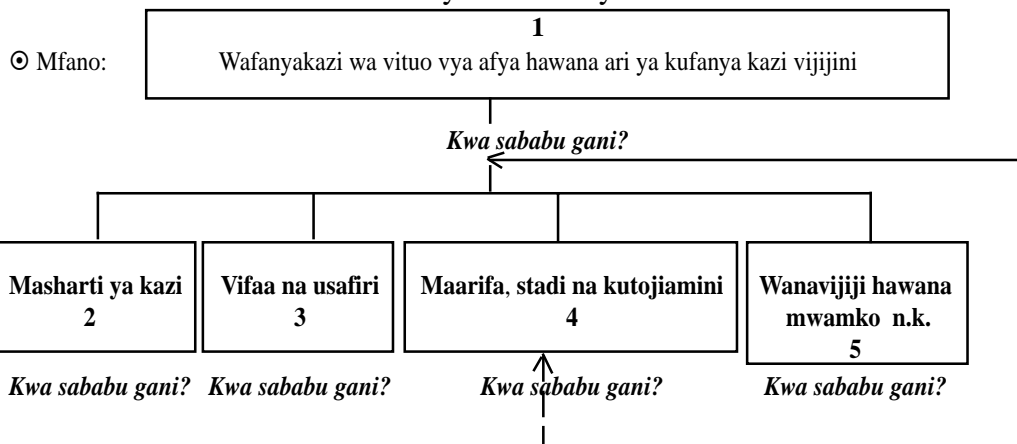 1
⊙ Mfano: Wafanyakazi wa vituo vya afya hawana ari ya kufanya kazi vijijini
Kwa sababu gani?
Masharti ya kazi
2
Vifaa na usafiri
3
Maarifa, stadi na kutojiamini
4
Wanavijiji hawana
mwamko n.k.
5
Kwa sababu gani? Kwa sababu gani? Kwa sababu gani? Kwa sababu gani?